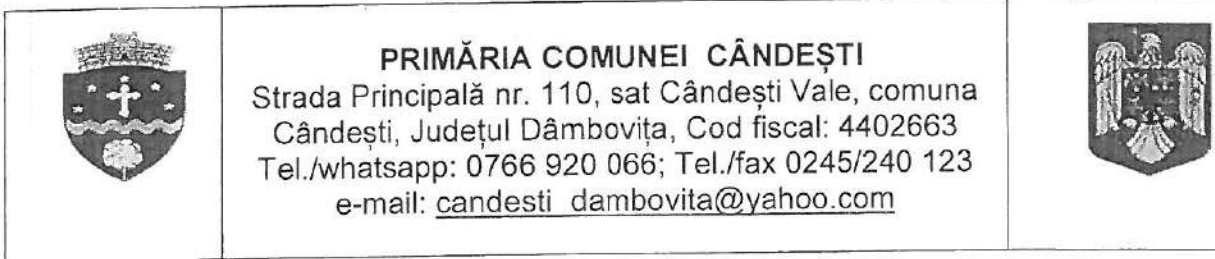 PRIMĂRIA COMUNEI CÂNDEȘTI
Strada Principală nr. 110, sat Cândești Vale, comuna
Cândești, Județul Dâmbovița, Cod fiscal: 4402663
Tel./whatsapp: 0766 920 066; Tel./fax 0245/240 123
e-mail: candesti_dambovita@yahoo.com